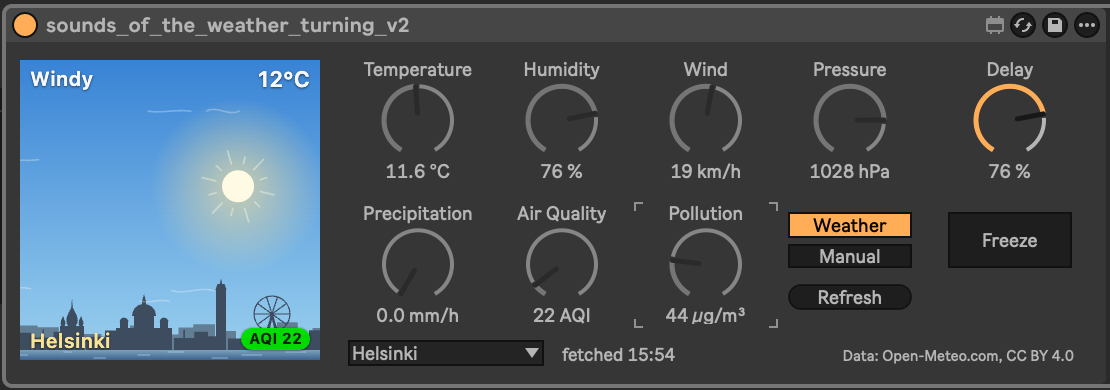 sounds_of_the_weather_turning_v2
Windy 12°C
Temperature Humidity Wind Pressure Delay
11.6 °C 76 % 19 km/h 1028 hPa 76 %
Precipitation Air Quality Pollution
Weather
Manual
Freeze
Refresh
0.0 mm/h 22 AQI 44 µg/m³
Helsinki AQI 22
Helsinki fetched 15:54 Data: Open-Meteo.com, CC BY 4.0